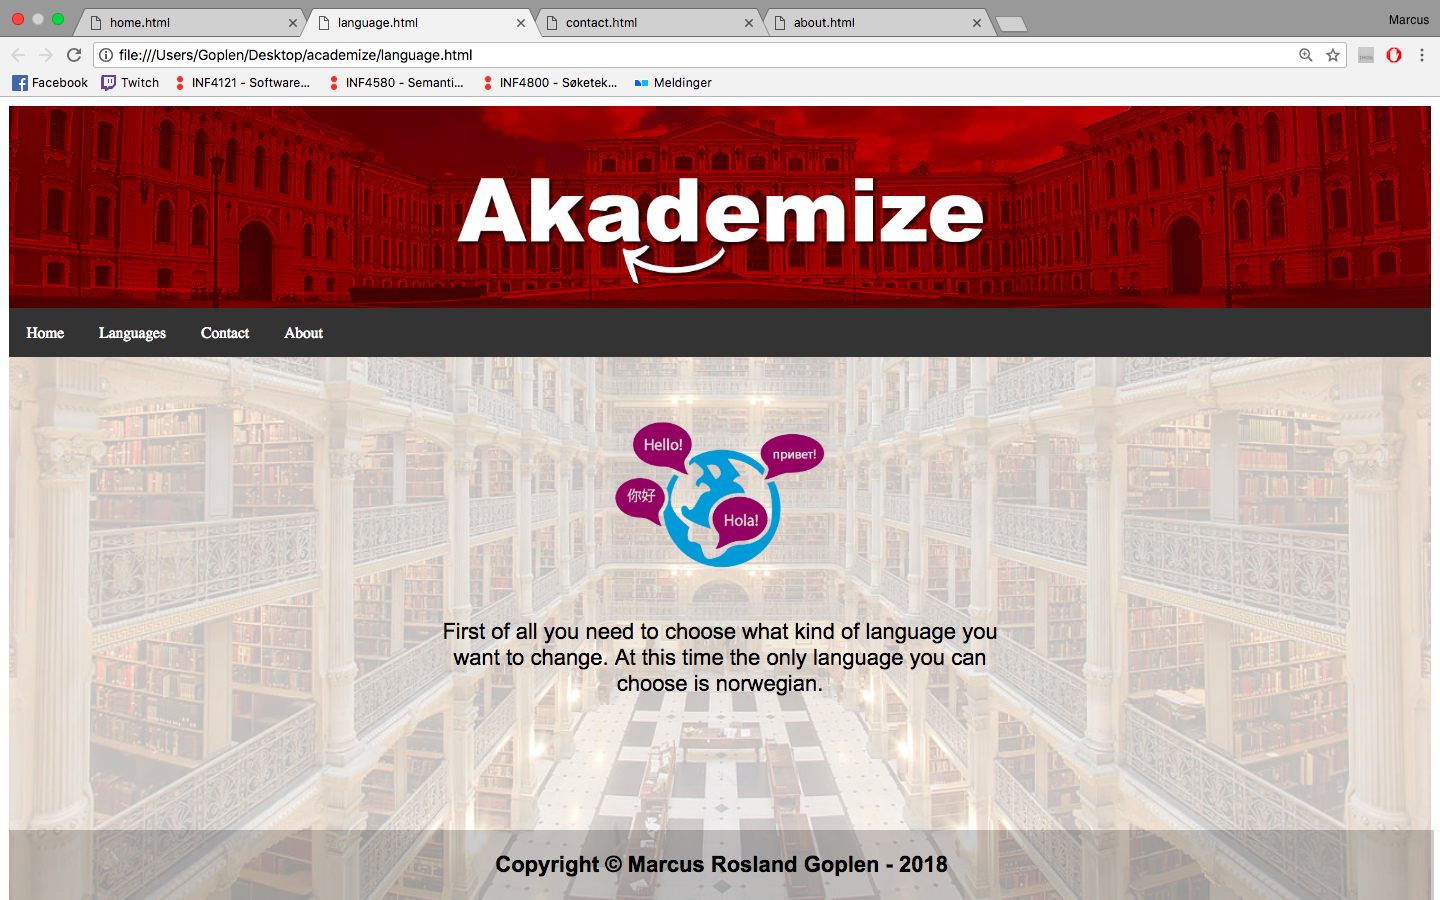 home.html
language.html
contact.html
about.html
Marcus
file:///Users/Goplen/Desktop/academize/language.html
Facebook
Twitch
INF4121 - Software...
INF4580 - Semanti...
INF4800 - Søketek...
Meldinger
Akademize
Home
Languages
Contact
About
Hello!
привет!
你好
Hola!
First of all you need to choose what kind of language you
want to change. At this time the only language you can
choose is norwegian.
Copyright © Marcus Rosland Goplen - 2018